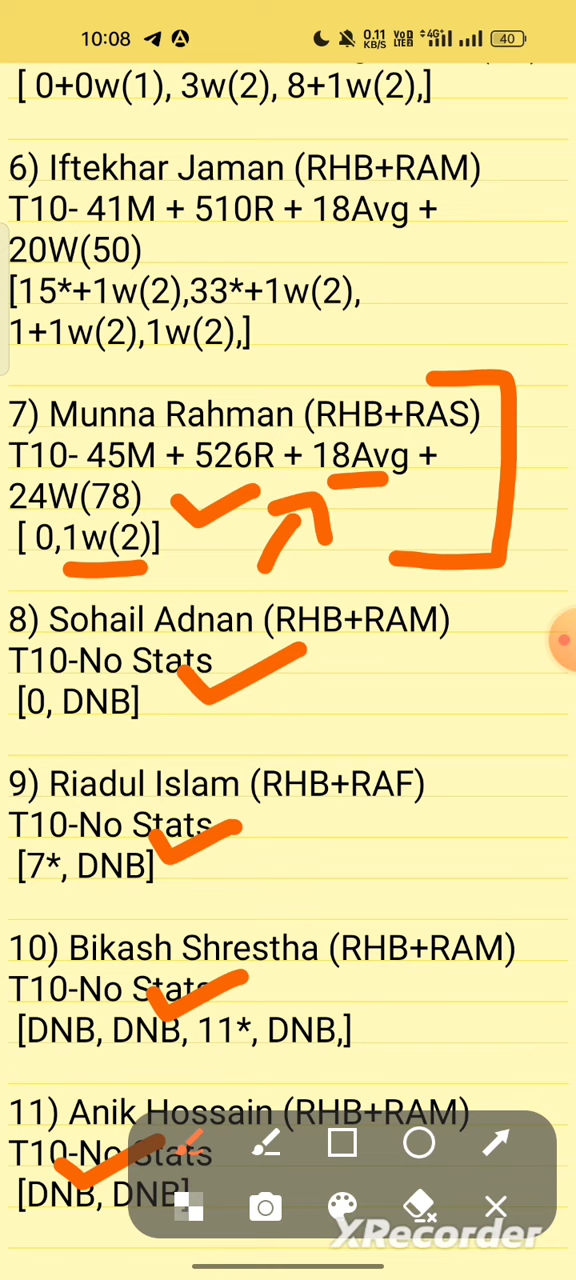 10:08
0.11 KB/S
VoD LTEB
4G+
40
[ 0+0w(1), 3w(2), 8+1w(2),]
6) Iftekhar Jaman (RHB+RAM)
T10- 41M + 510R + 18Avg +
20W(50)
[15*+1w(2),33*+1w(2),
1+1w(2),1w(2),]
7) Munna Rahman (RHB+RAS)
T10- 45M + 526R + 18Avg +
24W(78)
[ 0,1w(2)]
8) Sohail Adnan (RHB+RAM)
T10-No Stats
[0, DNB]
9) Riadul Islam (RHB+RAF)
T10-No Stats
[7*, DNB]
10) Bikash Shrestha (RHB+RAM)
T10-No Stats
[DNB, DNB, 11*, DNB,]
11) Anik Hossain (RHB+RAM)
T10-No Stats
[DNB, DNB]
XRecorder